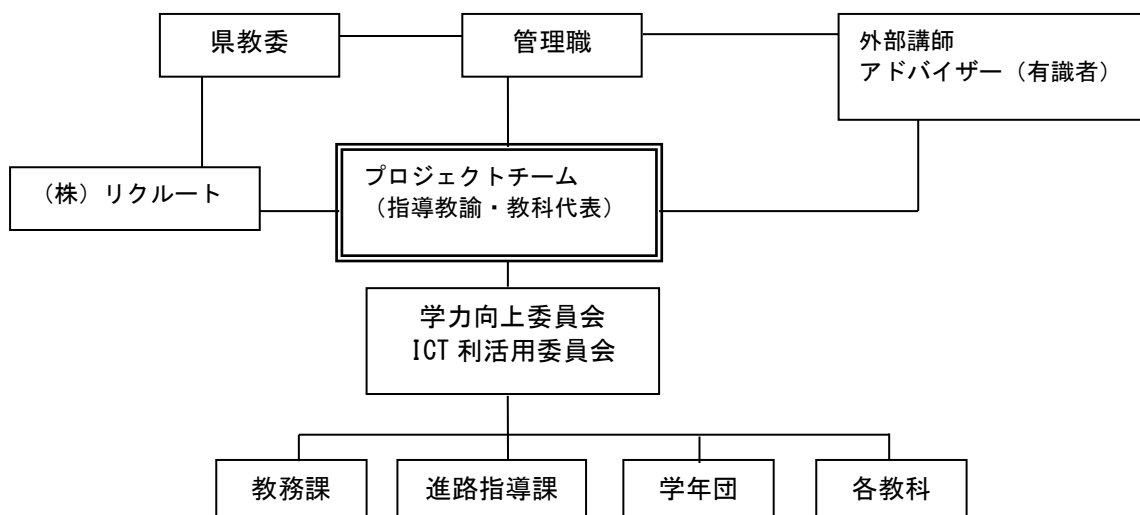 県教委
管理職
外部講師
アドバイザー（有識者）
（株）リクルート
プロジェクトチーム
（指導教諭・教科代表）
学力向上委員会
ICT 利活用委員会
教務課
進路指導課
学年団
各教科